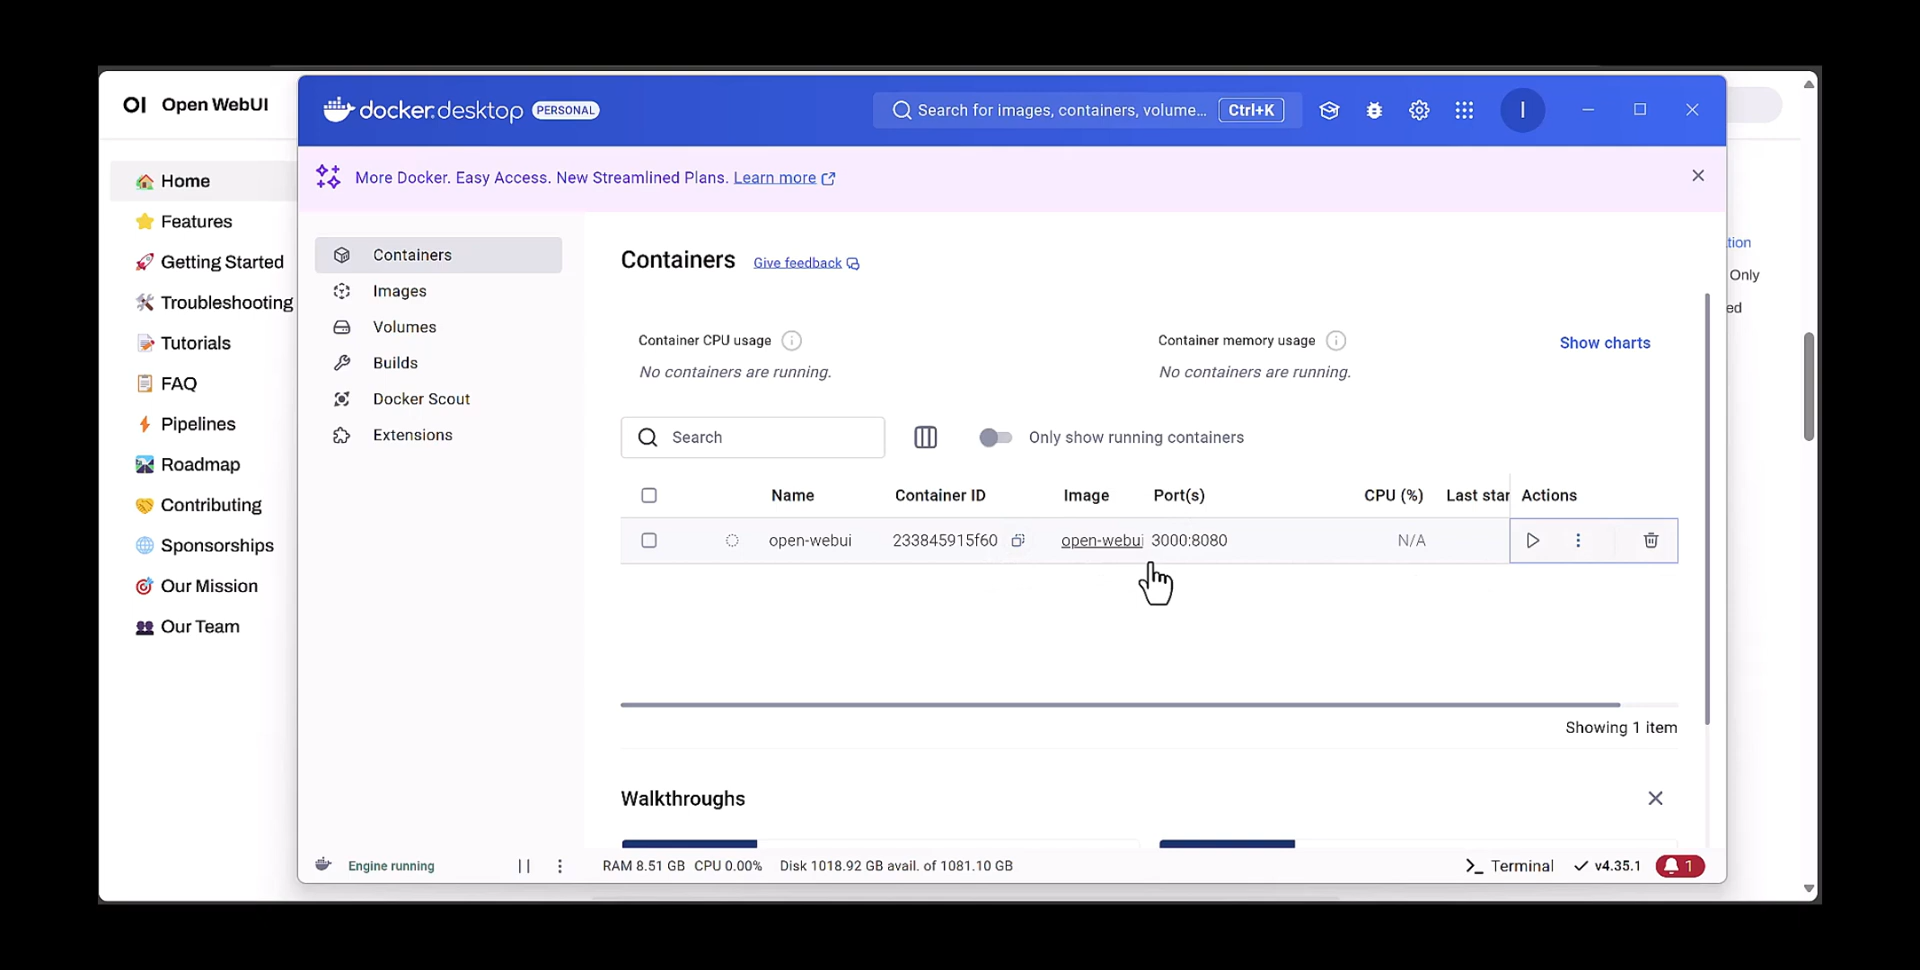 OI Open WebUI
Home
Features
Getting Started
Troubleshooting
Tutorials
FAQ
Pipelines
Roadmap
Contributing
Sponsorships
Our Mission
Our Team
docker.desktop PERSONAL
Search for images, containers, volume... Ctrl+K
I
More Docker. Easy Access. New Streamlined Plans. Learn more
Containers
Images
Volumes
Builds
Docker Scout
Extensions
Containers Give feedback
Container CPU usage
No containers are running.
Container memory usage
No containers are running.
Show charts
Search
Only show running containers
Name Container ID Image Port(s) CPU (%) Last star Actions
open-webui 233845915f60 open-webui 3000:8080 N/A
Showing 1 item
Walkthroughs
Engine running
RAM 8.51 GB CPU 0.00% Disk 1018.92 GB avail. of 1081.10 GB
Terminal v4.35.1 1
tion
Only
ed